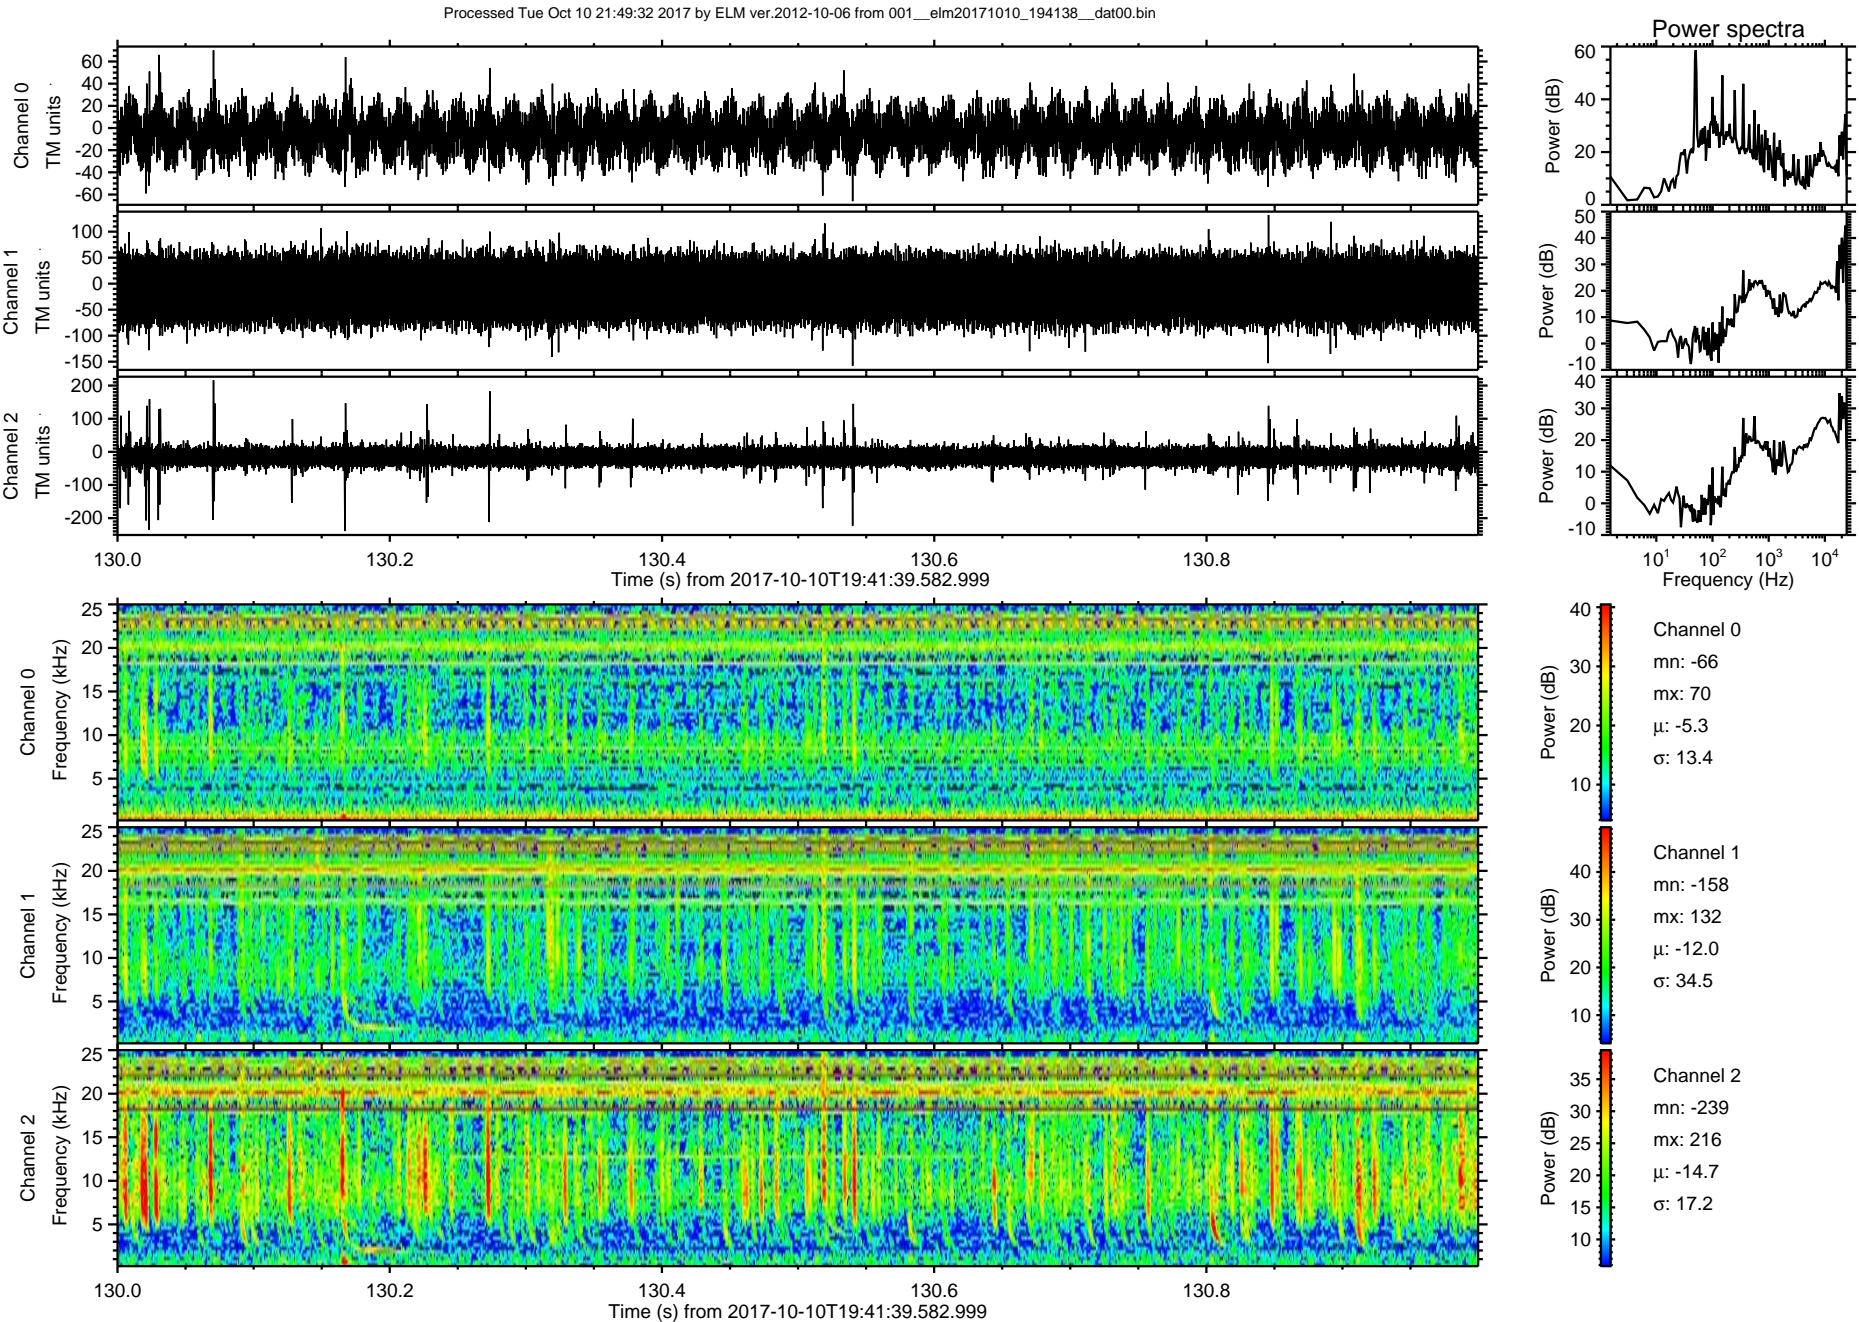 Processed Tue Oct 10 21:49:32 2017 by ELM ver.2012-10-06 from 001__elm20171010_194138__dat00.bin
Power spectra
Channel 0
TM units
60
40
20
0
-20
-40
-60
Power (dB)
60
40
20
0
Channel 1
TM units
100
50
0
-50
-100
-150
Power (dB)
50
40
30
20
10
0
-10
Channel 2
TM units
200
100
0
-100
-200
Power (dB)
40
30
20
10
0
-10
130.0 130.2 130.4 130.6 130.8
Time (s) from 2017-10-10T19:41:39.582.999
10¹ 10² 10³ 10⁴
Frequency (Hz)
Channel 0
Frequency (kHz)
25
20
15
10
5
Power (dB)
40
30
20
10
Channel 0
mn: -66
mx: 70
μ: -5.3
σ: 13.4
Channel 1
Frequency (kHz)
25
20
15
10
5
Power (dB)
40
30
20
10
Channel 1
mn: -158
mx: 132
μ: -12.0
σ: 34.5
Channel 2
Frequency (kHz)
25
20
15
10
5
Power (dB)
35
30
25
20
15
10
Channel 2
mn: -239
mx: 216
μ: -14.7
σ: 17.2
130.0 130.2 130.4 130.6 130.8
Time (s) from 2017-10-10T19:41:39.582.999